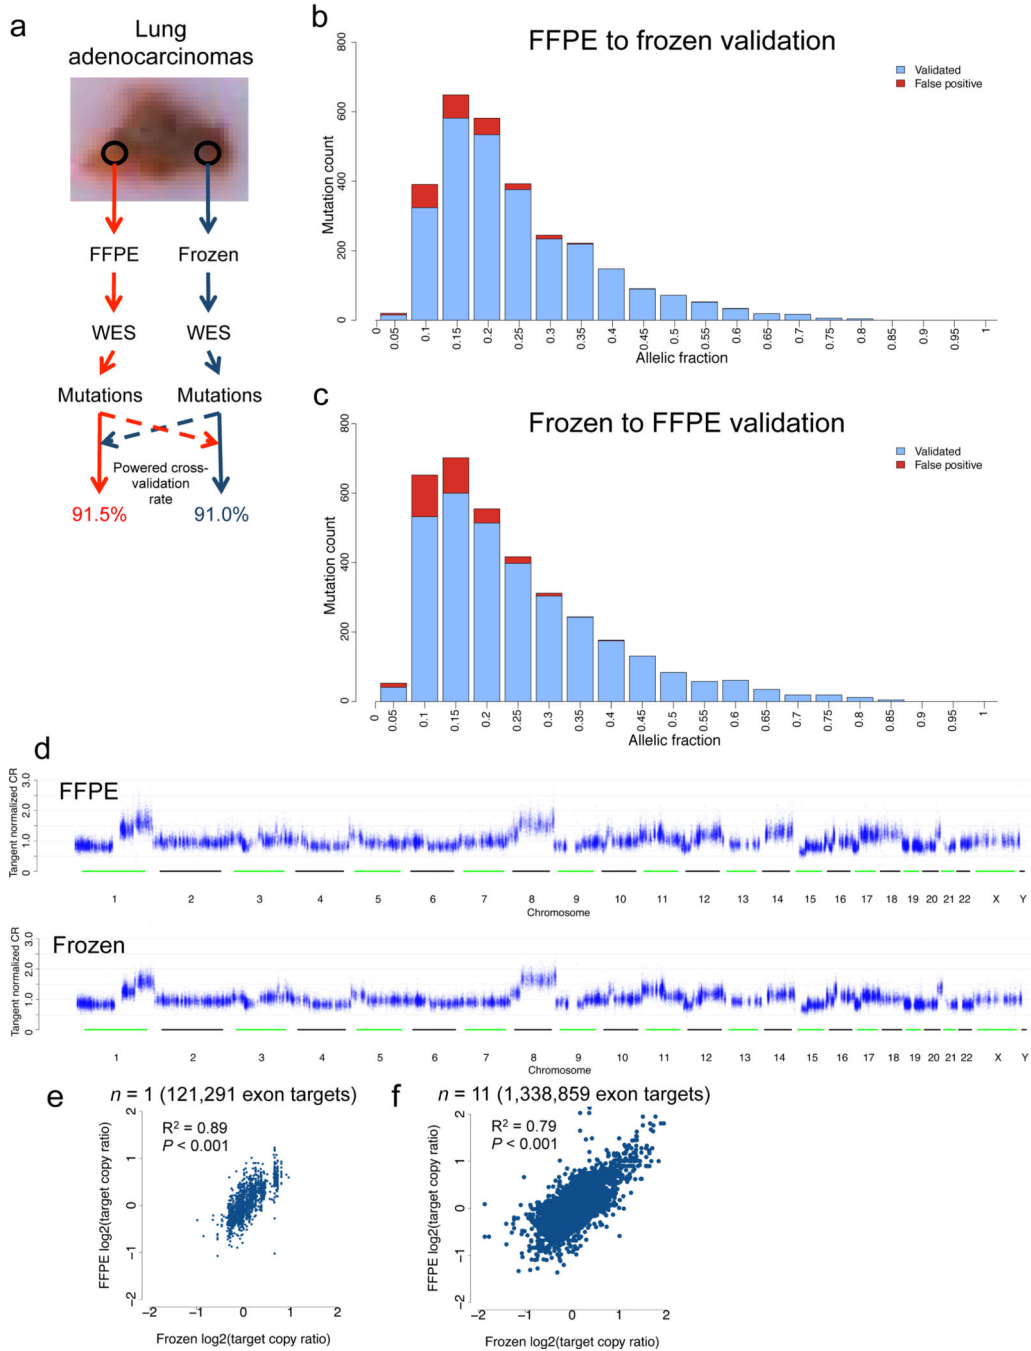 a
Lung
adenocarcinomas
FFPE Frozen
WES WES
Mutations Mutations
Powered cross-
validation
rate
91.5% 91.0%
b
FFPE to frozen validation
Validated
False positive
Mutation count
0 200 400 600 800
0 0.05 0.1 0.15 0.2 0.25 0.3 0.35 0.4 0.45 0.5 0.55 0.6 0.65 0.7 0.75 0.8 0.85 0.9 0.95 1
Allelic fraction
c
Frozen to FFPE validation
Validated
False positive
Mutation count
0 200 400 600 800
0 0.05 0.1 0.15 0.2 0.25 0.3 0.35 0.4 0.45 0.5 0.55 0.6 0.65 0.7 0.75 0.8 0.85 0.9 0.95 1
Allelic fraction
d
FFPE
Tangent normalized CR
0 1.0 2.0 3.0
1 2 3 4 5 6 7 8 9 10 11 12 13 14 15 16 17 18 19 20 21 22 X Y
Chromosome
Frozen
Tangent normalized CR
0 1.0 2.0 3.0
1 2 3 4 5 6 7 8 9 10 11 12 13 14 15 16 17 18 19 20 21 22 X Y
Chromosome
e
n = 1 (121,291 exon targets)
R² = 0.89
P < 0.001
FFPE log2(target copy ratio)
−2 −1 0 1 2
−2 −1 0 1 2
Frozen log2(target copy ratio)
f
n = 11 (1,338,859 exon targets)
R² = 0.79
P < 0.001
FFPE log2(target copy ratio)
−2 −1 0 1 2
−2 −1 0 1 2
Frozen log2(target copy ratio)